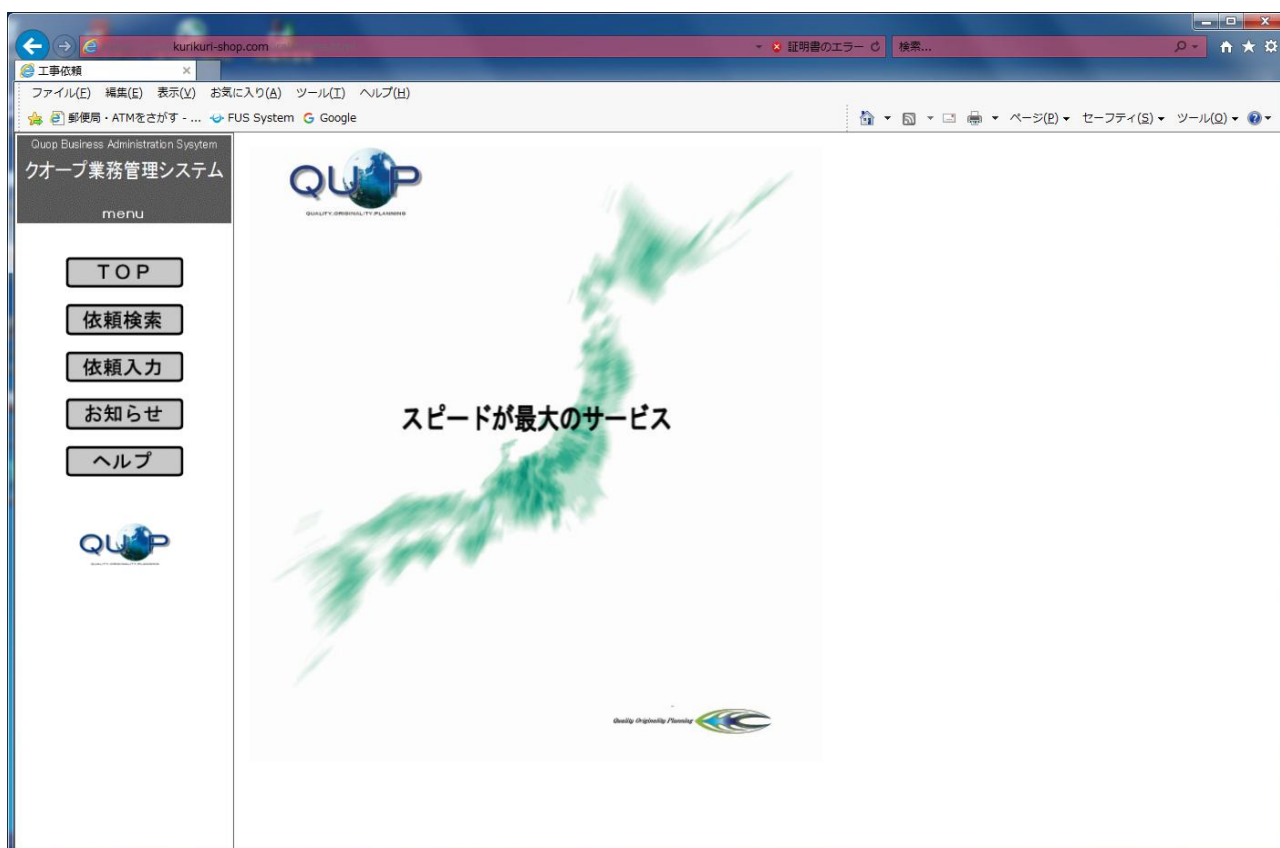 kurikuri-shop.com
証明書のエラー
検索...
工事依頼
ファイル(F) 編集(E) 表示(V) お気に入り(A) ツール(T) ヘルプ(H)
郵便局・ATMをさがす - ... FUS System Google
ページ(P) セーフティ(S) ツール(O)
Quop Business Administration Sysytem
クオープ業務管理システム
menu
TOP
依頼検索
依頼入力
お知らせ
ヘルプ
QUOP
QUALITY.ORIGINALITY.PLANNING
QUOP
QUALITY.ORIGINALITY.PLANNING
スピードが最大のサービス
Quality Originality Planning